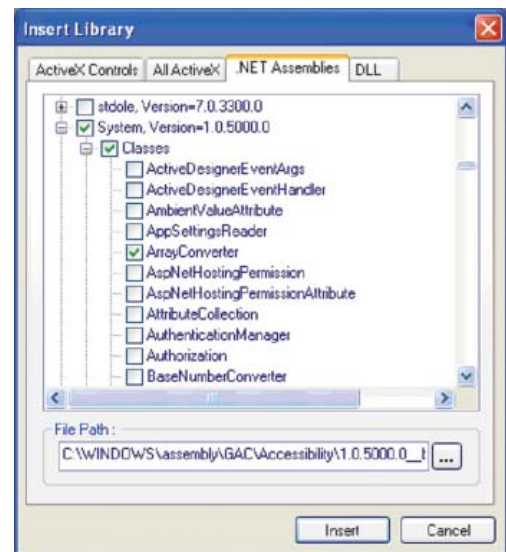 Insert Library
ActiveX Controls All ActiveX .NET Assemblies DLL
stdole, Version=7.0.3300.0
System, Version=1.0.5000.0
Classes
ActiveDesignerEventArgs
ActiveDesignerEventHandler
AmbientValueAttribute
AppSettingsReader
ArrayConverter
AspNetHostingPermission
AspNetHostingPermissionAttribute
AttributeCollection
AuthenticationManager
Authorization
BaseNumberConverter
File Path :
C:\WINDOWS\assembly\GAC\Accessibility\1.0.5000.0__b ...
Insert Cancel